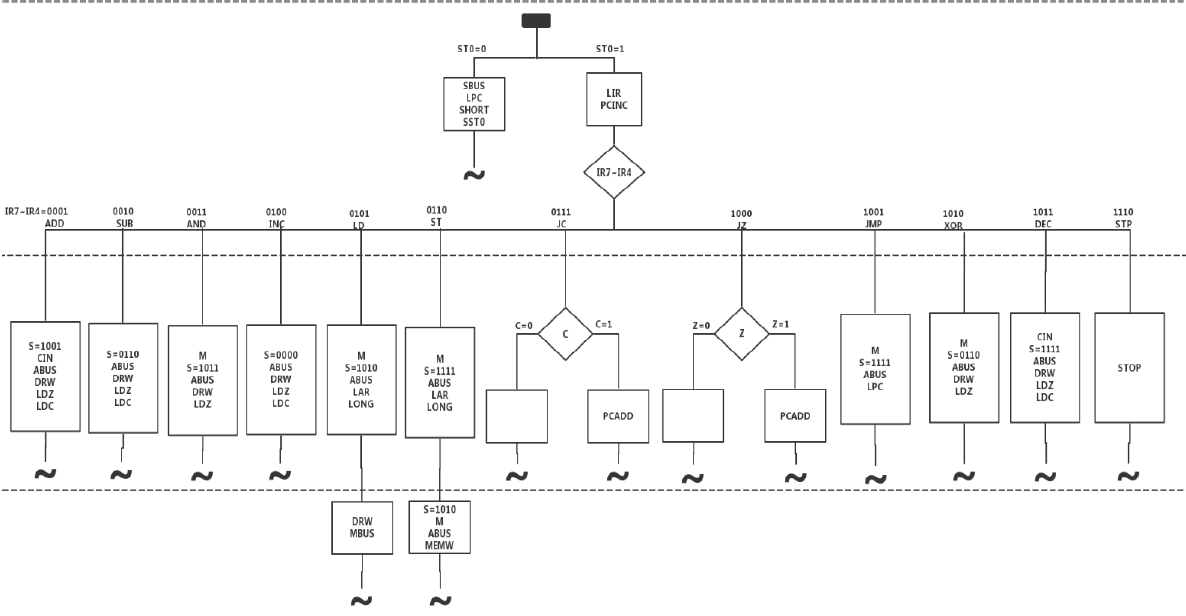 ST0=0
ST0=1
SBUS
LPC
SHORT
SST0
LIR
PCINC
IR7-IR4
IR7-IR4=0001
ADD
0010
SUB
0011
AND
0100
INC
0101
LD
0110
ST
0111
JC
1000
JZ
1001
JMP
1010
XOR
1011
DEC
1110
STP
S=1001
CIN
ABUS
DRW
LDZ
LDC
S=0110
ABUS
DRW
LDZ
LDC
M
S=1011
ABUS
DRW
LDZ
S=0000
ABUS
DRW
LDZ
LDC
M
S=1010
ABUS
LAR
LONG
M
S=1111
ABUS
LAR
LONG
C=0
C
C=1
PCADD
Z=0
Z
Z=1
PCADD
M
S=1111
ABUS
LPC
M
S=0110
ABUS
DRW
LDZ
CIN
S=1111
ABUS
DRW
LDZ
LDC
STOP
DRW
MBUS
S=1010
M
ABUS
MEMW